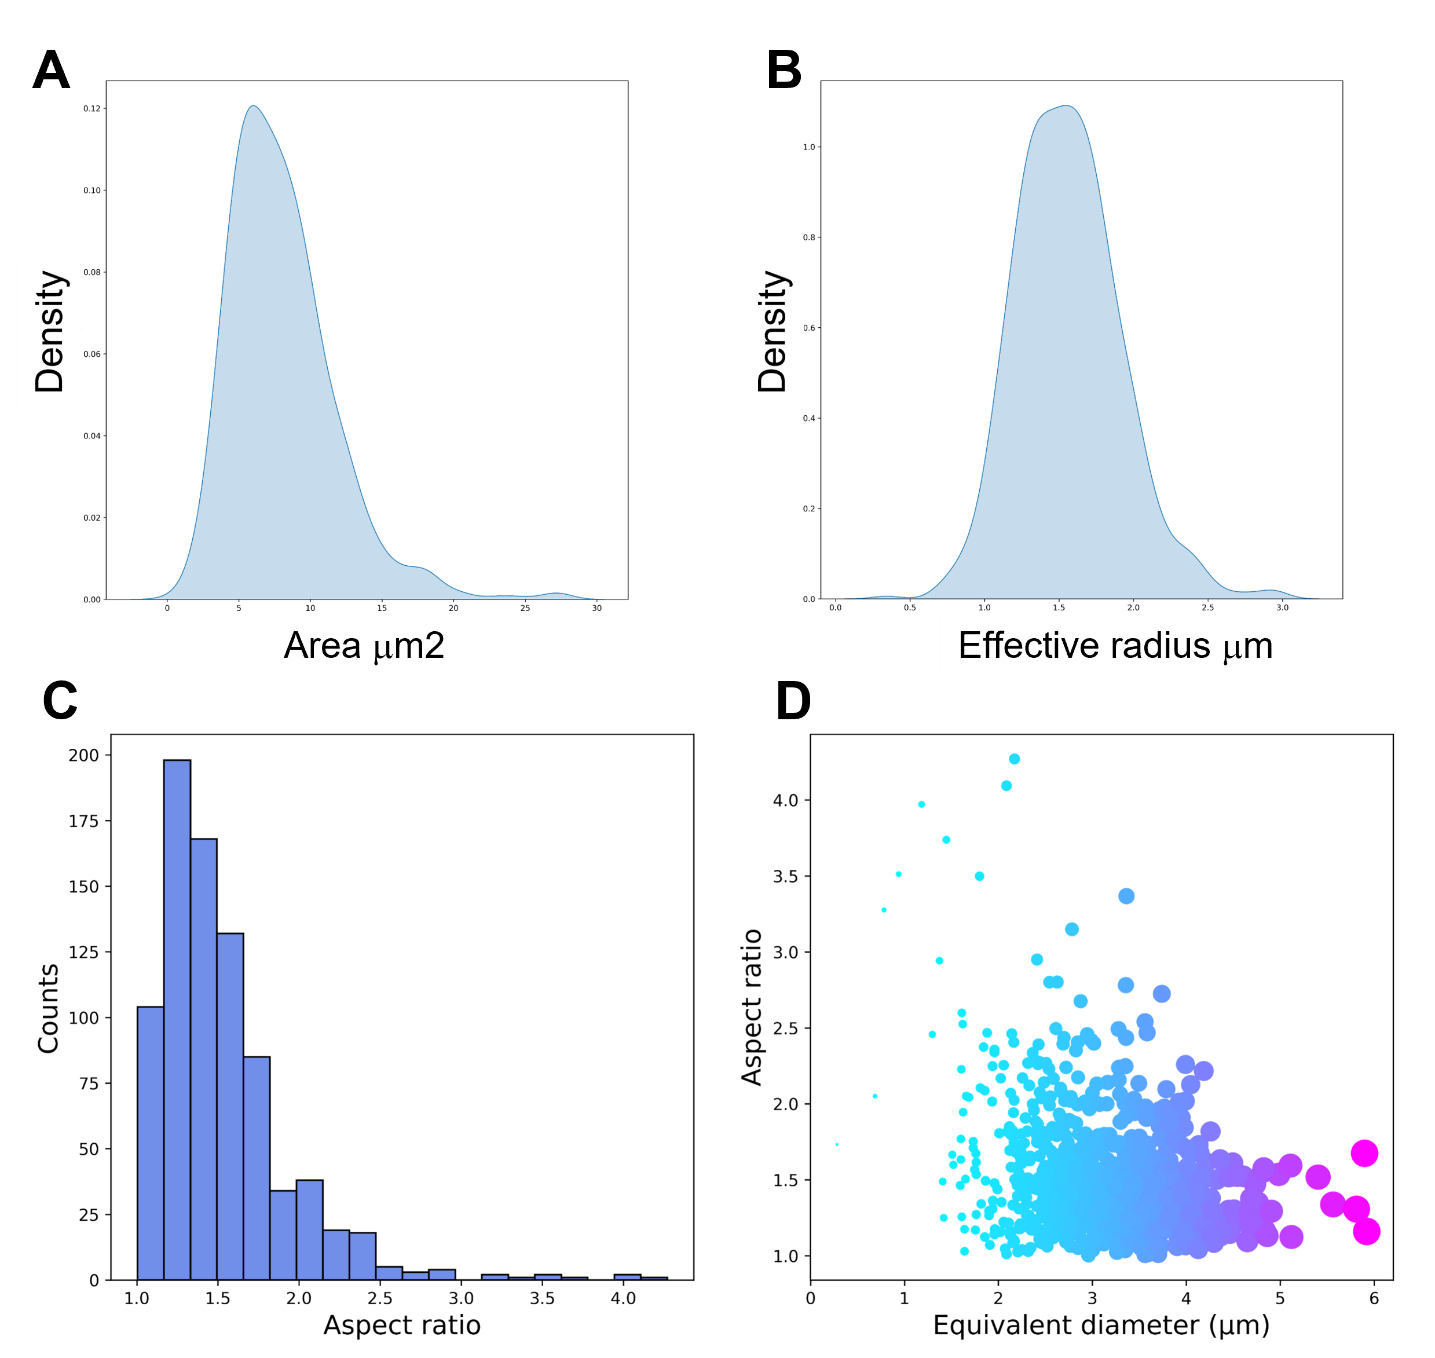 A
B
0.12
0.10
0.08
0.06
0.04
0.02
0.00
Density
0 5 10 15 20 25 30
Area μm2
1.0
0.8
0.6
0.4
0.2
0.0
Density
0.0 0.5 1.0 1.5 2.0 2.5 3.0
Effective radius μm
C
D
200
175
150
125
100
75
50
25
0
Counts
1.0 1.5 2.0 2.5 3.0 3.5 4.0
Aspect ratio
4.0
3.5
3.0
2.5
2.0
1.5
1.0
Aspect ratio
0 1 2 3 4 5 6
Equivalent diameter (μm)